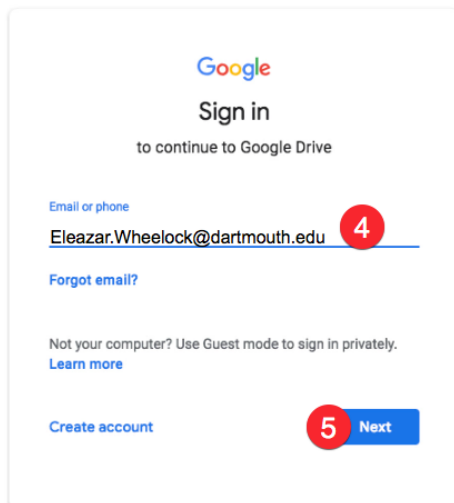 Google
Sign in
to continue to Google Drive
Email or phone
Eleazar.Wheelock@dartmouth.edu 4
Forgot email?
Not your computer? Use Guest mode to sign in privately.
Learn more
Create account 5 Next